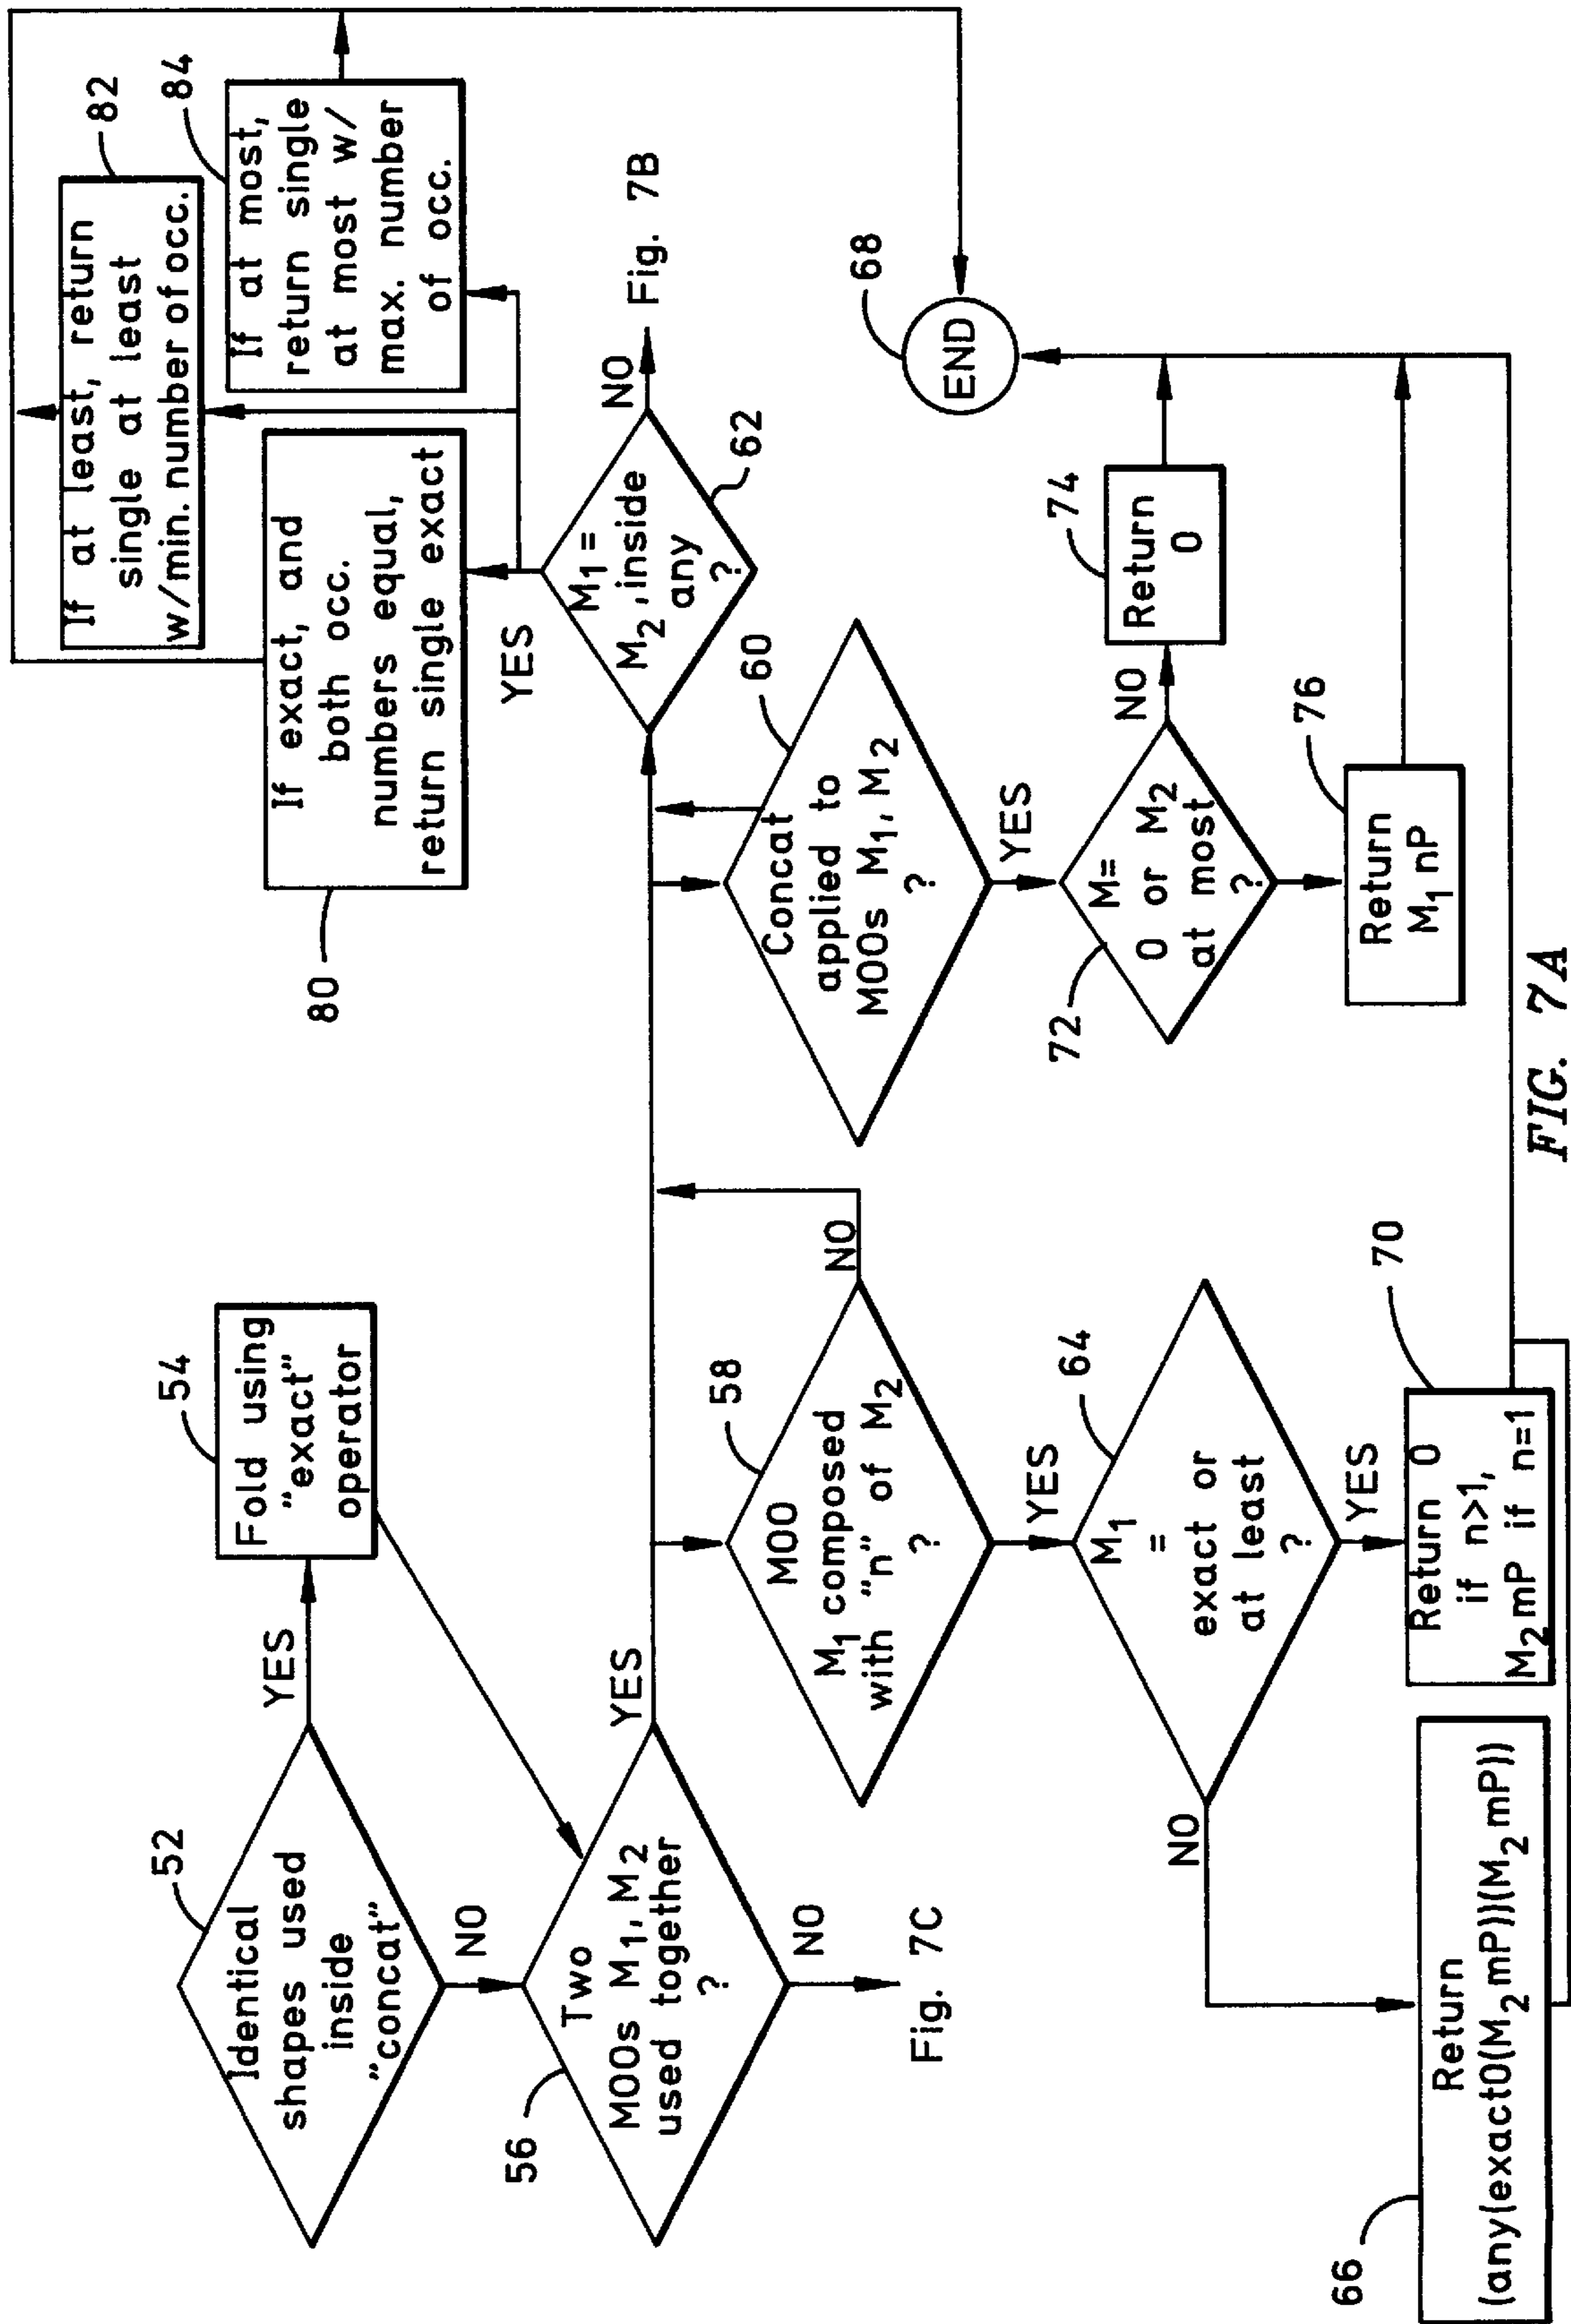 52
Identical
shapes used
inside
"concat"
YES
NO
54
Fold using
"exact"
operator
56
Two
MOOs M1, M2
used together
?
YES
NO
Fig. 7C
58
MOO
M1 composed
with "n" of M2
?
NO
YES
64
M1
=
exact or
at least
?
NO
YES
66
Return
(any(exact0(M2mP))(M2mP))
70
Return 0
if n>1,
M2mP if n=1
60
Concat
applied to
MOOs M1, M2
?
YES
72
M=
0 or M2
at most
?
NO
74
Return
0
76
Return
M1 nP
62
M1 =
M2, inside
any
?
YES
NO
Fig. 7B
80
If exact, and
both occ.
numbers equal,
return single exact
82
If at least, return
single at least
w/min. number of occ.
84
If at most,
return single
at most w/
max. number
of occ.
68
END
FIG. 7A